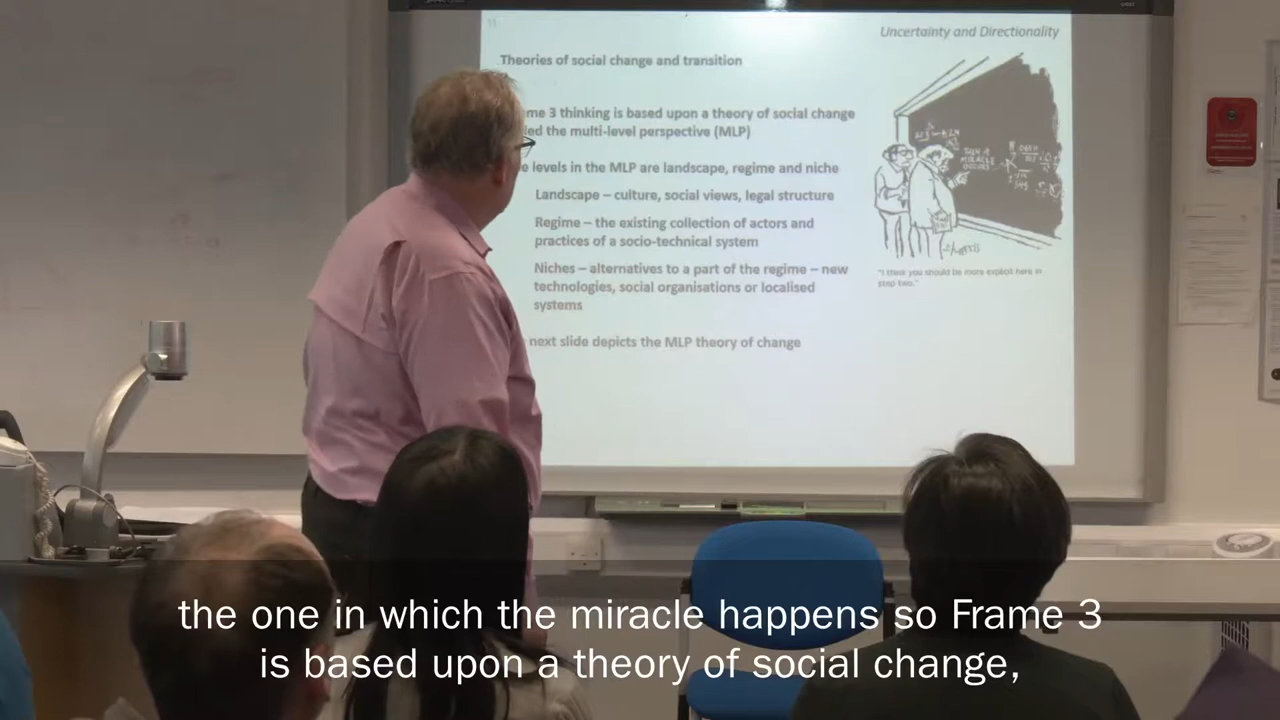 Uncertainty and Directionality
Theories of social change and transition
me 3 thinking is based upon a theory of social change
led the multi-level perspective (MLP)
e levels in the MLP are landscape, regime and niche
Landscape – culture, social views, legal structure
Regime – the existing collection of actors and
practices of a socio-technical system
Niches – alternatives to a part of the regime – new
technologies, social organisations or localised
systems
next slide depicts the MLP theory of change
THEN A
MIRACLE
OCCURS
"I think you should be more explicit here in
step two."
the one in which the miracle happens so Frame 3
is based upon a theory of social change,